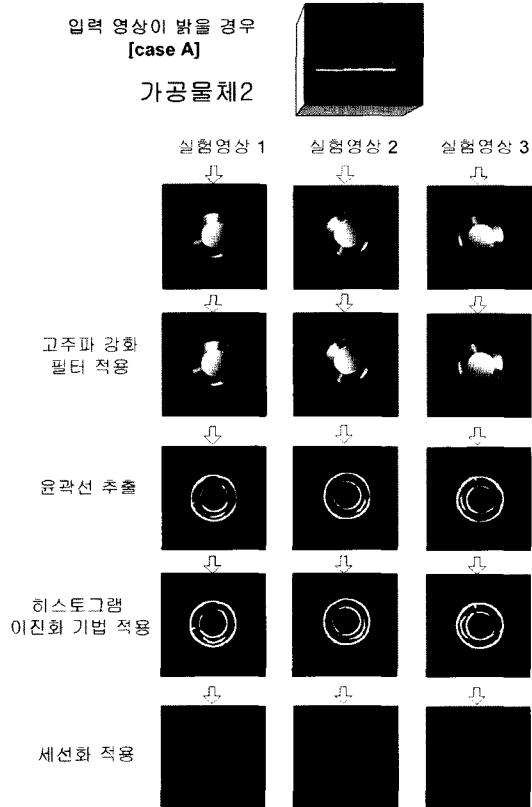 입력 영상이 밝을 경우
[case A]
가공물체2
실험영상 1 실험영상 2 실험영상 3
고주파 강화
필터 적용
윤곽선 추출
히스토그램
이진화 기법 적용
세선화 적용